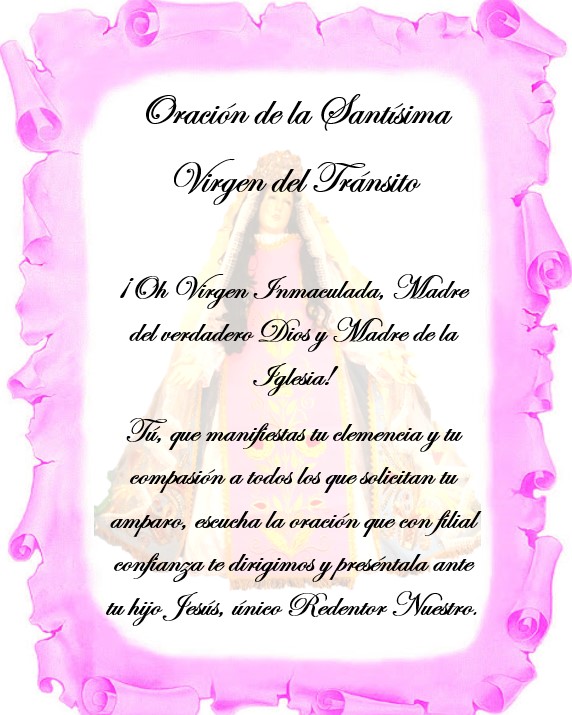 Oración de la Santísima
Virgen del Tránsito
¡Oh Virgen Inmaculada, Madre
del verdadero Dios y Madre de la
Iglesia!
Tú, que manifiestas tu clemencia y tu
compasión a todos los que solicitan tu
amparo, escucha la oración que con filial
confianza te dirigimos y preséntala ante
tu hijo Jesús, único Redentor Nuestro.